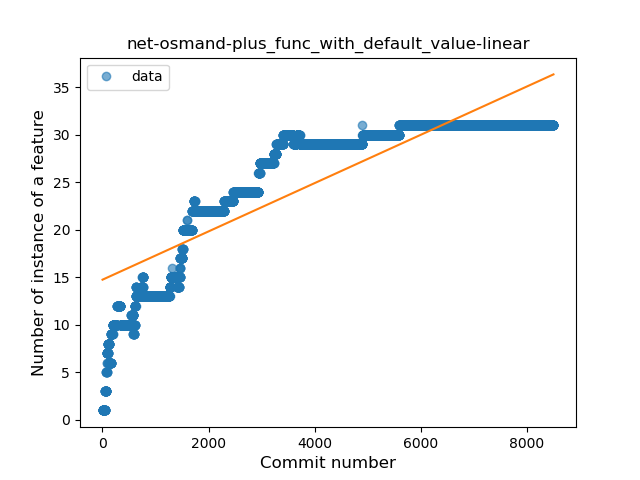 net-osmand-plus_func_with_default_value-linear
data
Number of instance of a feature
35
30
25
20
15
10
5
0
0 2000 4000 6000 8000
Commit number